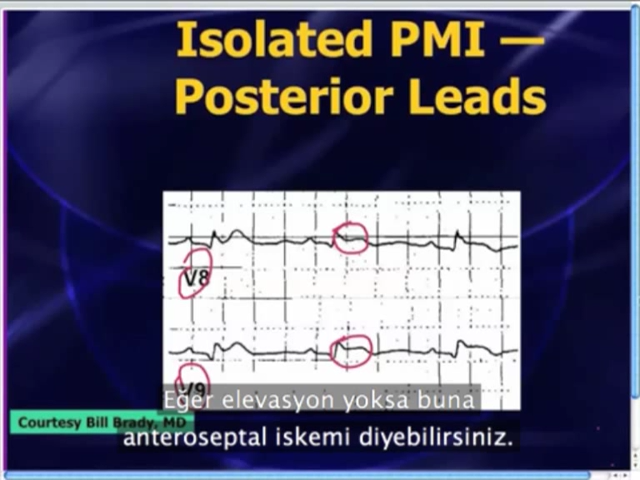 Isolated PMI —
Posterior Leads
V8
V9
Eğer elevasyon yoksa buna
Courtesy Bill Brady, MD
anteroseptal iskemi diyebilirsiniz.